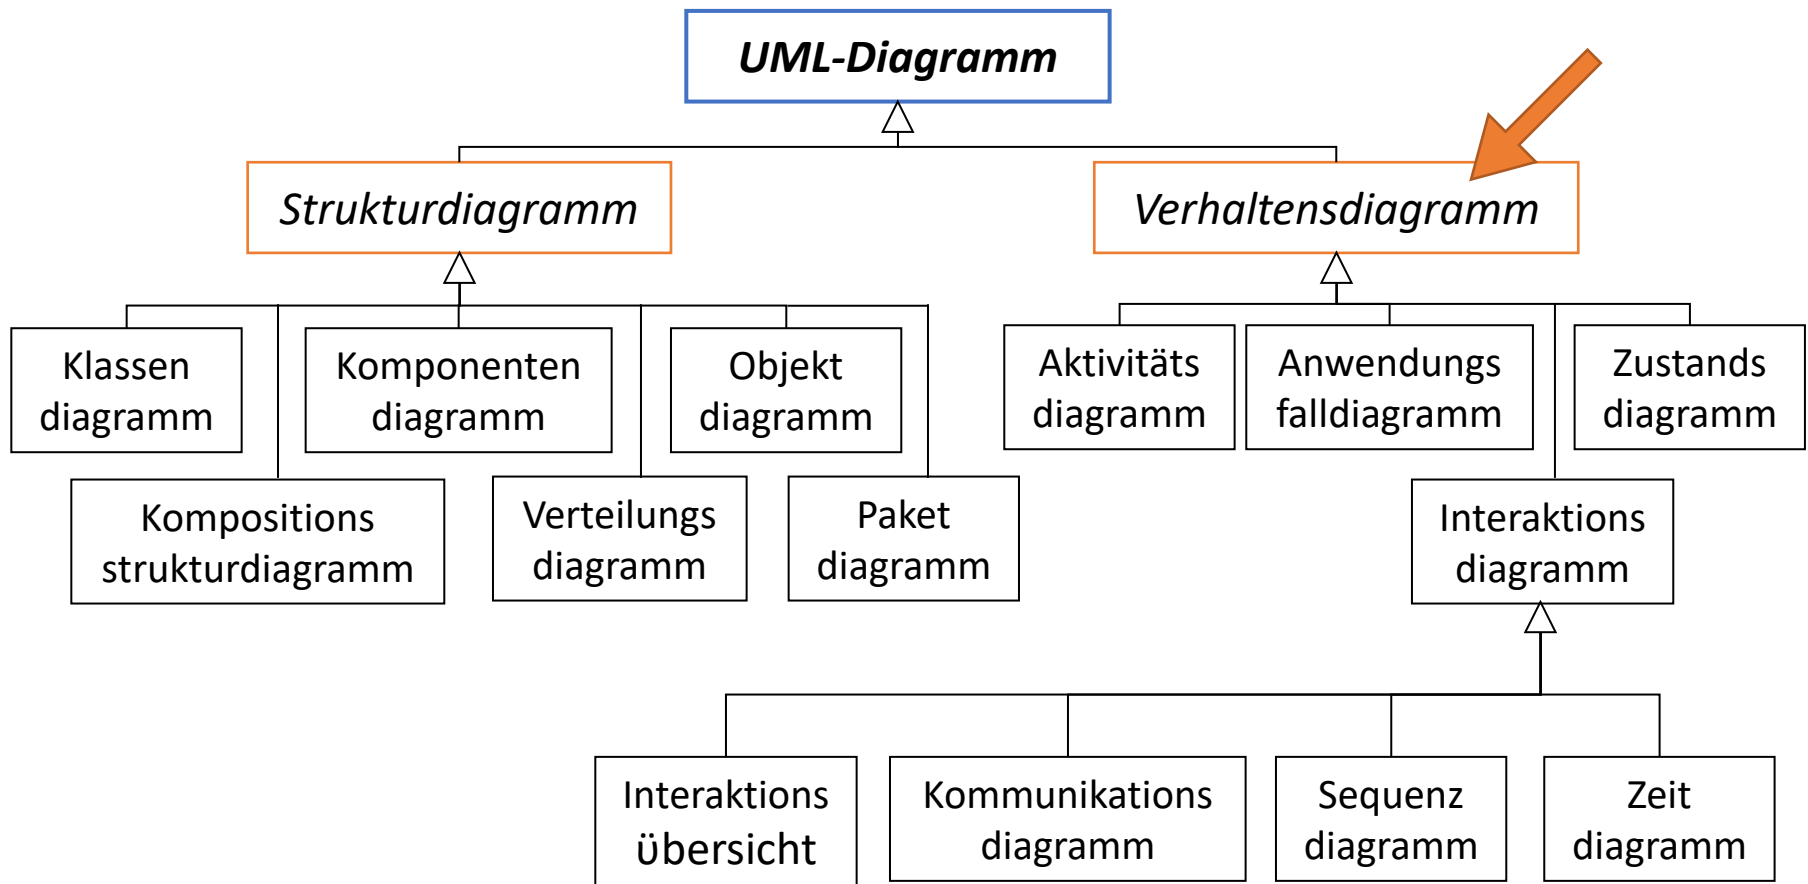 UML-Diagramm
Strukturdiagramm
Verhaltensdiagramm
Klassen
diagramm
Komponenten
diagramm
Objekt
diagramm
Aktivitäts
diagramm
Anwendungs
falldiagramm
Zustands
diagramm
Kompositions
strukturdiagramm
Verteilungs
diagramm
Paket
diagramm
Interaktions
diagramm
Interaktions
übersicht
Kommunikations
diagramm
Sequenz
diagramm
Zeit
diagramm